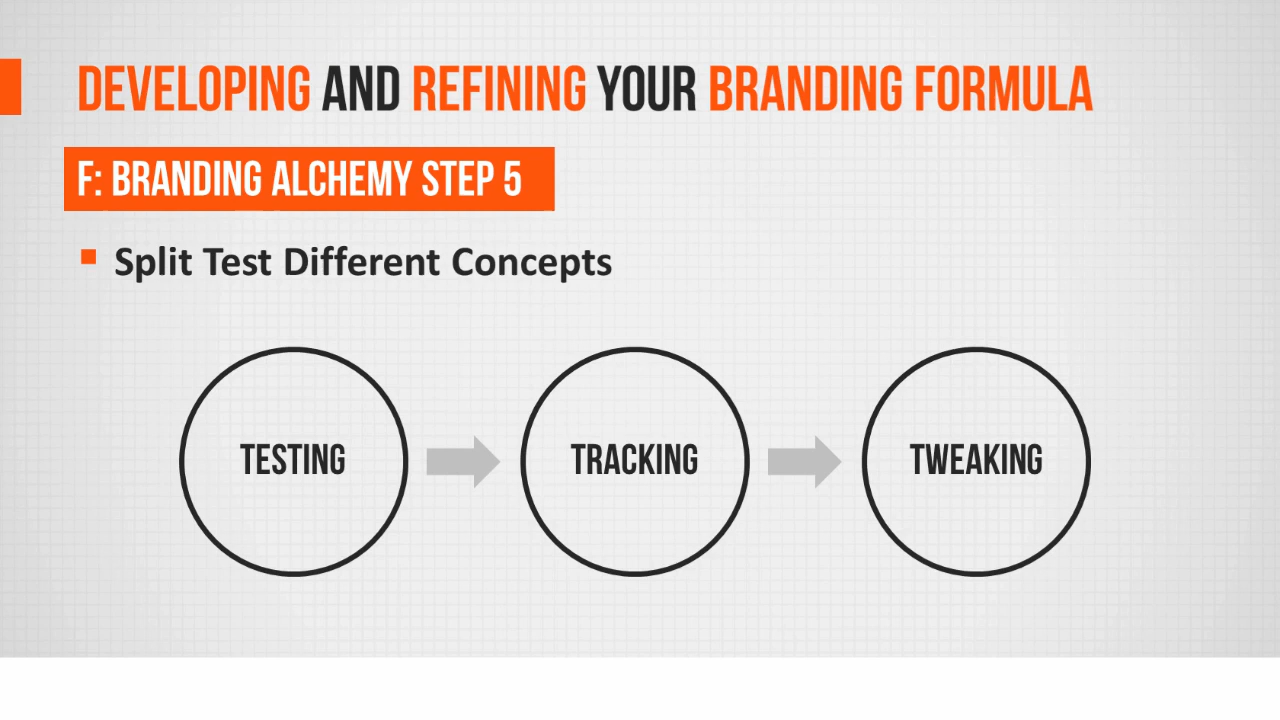 DEVELOPING AND REFINING YOUR BRANDING FORMULA
F: BRANDING ALCHEMY STEP 5
Split Test Different Concepts
TESTING
TRACKING
TWEAKING